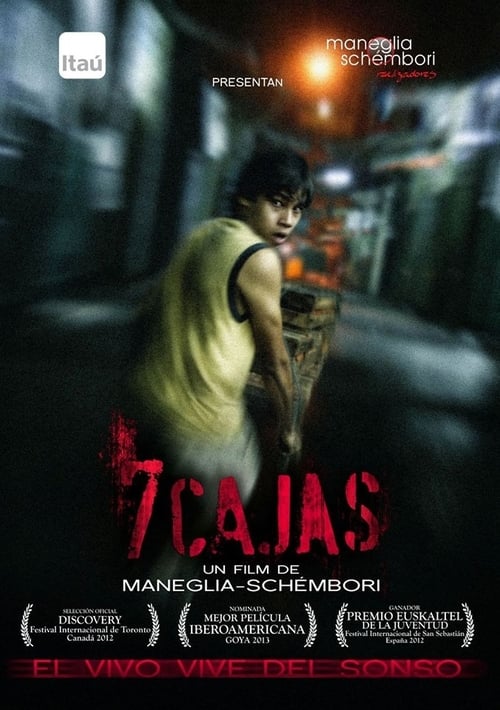 Itaú
maneglia
schémbori
realizadores
PRESENTAN
7CAJAS
UN FILM DE
MANEGLIA-SCHÉMBORI
SELECCIÓN OFICIAL
DISCOVERY
Festival Internacional de Toronto
Canadá 2012
NOMINADA
MEJOR PELÍCULA
IBEROAMERICANA
GOYA 2013
GANADOR
PREMIO EUSKALTEL
DE LA JUVENTUD
Festival Internacional de San Sebastián
España 2012
EL VIVO VIVE DEL SONSO